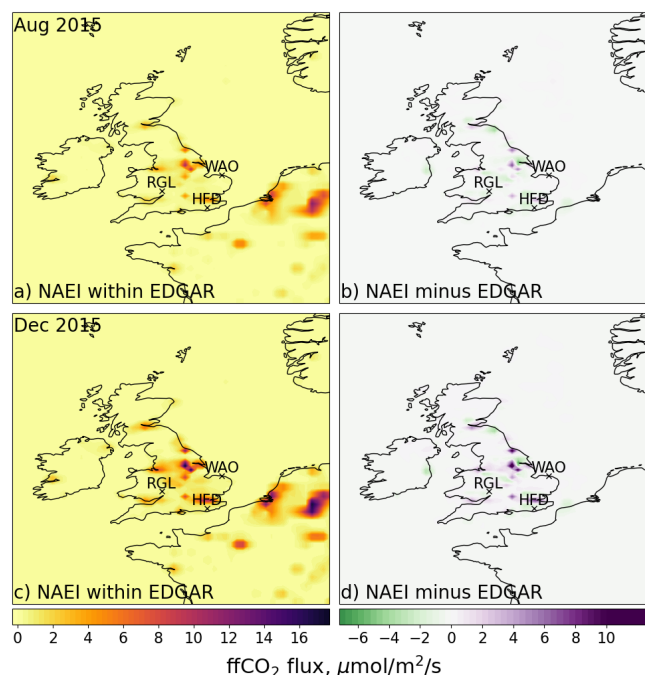 Aug 2015
WAO
RGL
HFD
a) NAEI within EDGAR
WAO
RGL
HFD
b) NAEI minus EDGAR
Dec 2015
WAO
RGL
HFD
c) NAEI within EDGAR
WAO
RGL
HFD
d) NAEI minus EDGAR
0 2 4 6 8 10 12 14 16
−6 −4 −2 0 2 4 6 8 10
ffCO₂ flux, μmol/m²/s